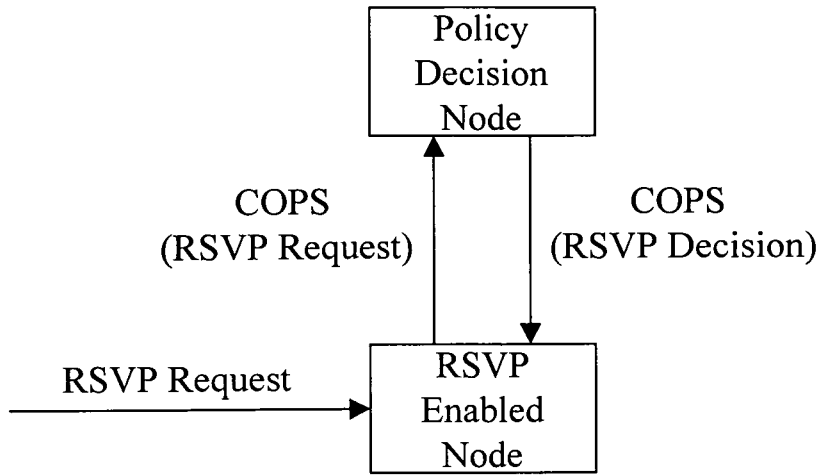 Policy
Decision
Node
COPS
(RSVP Request)
COPS
(RSVP Decision)
RSVP Request
RSVP
Enabled
Node